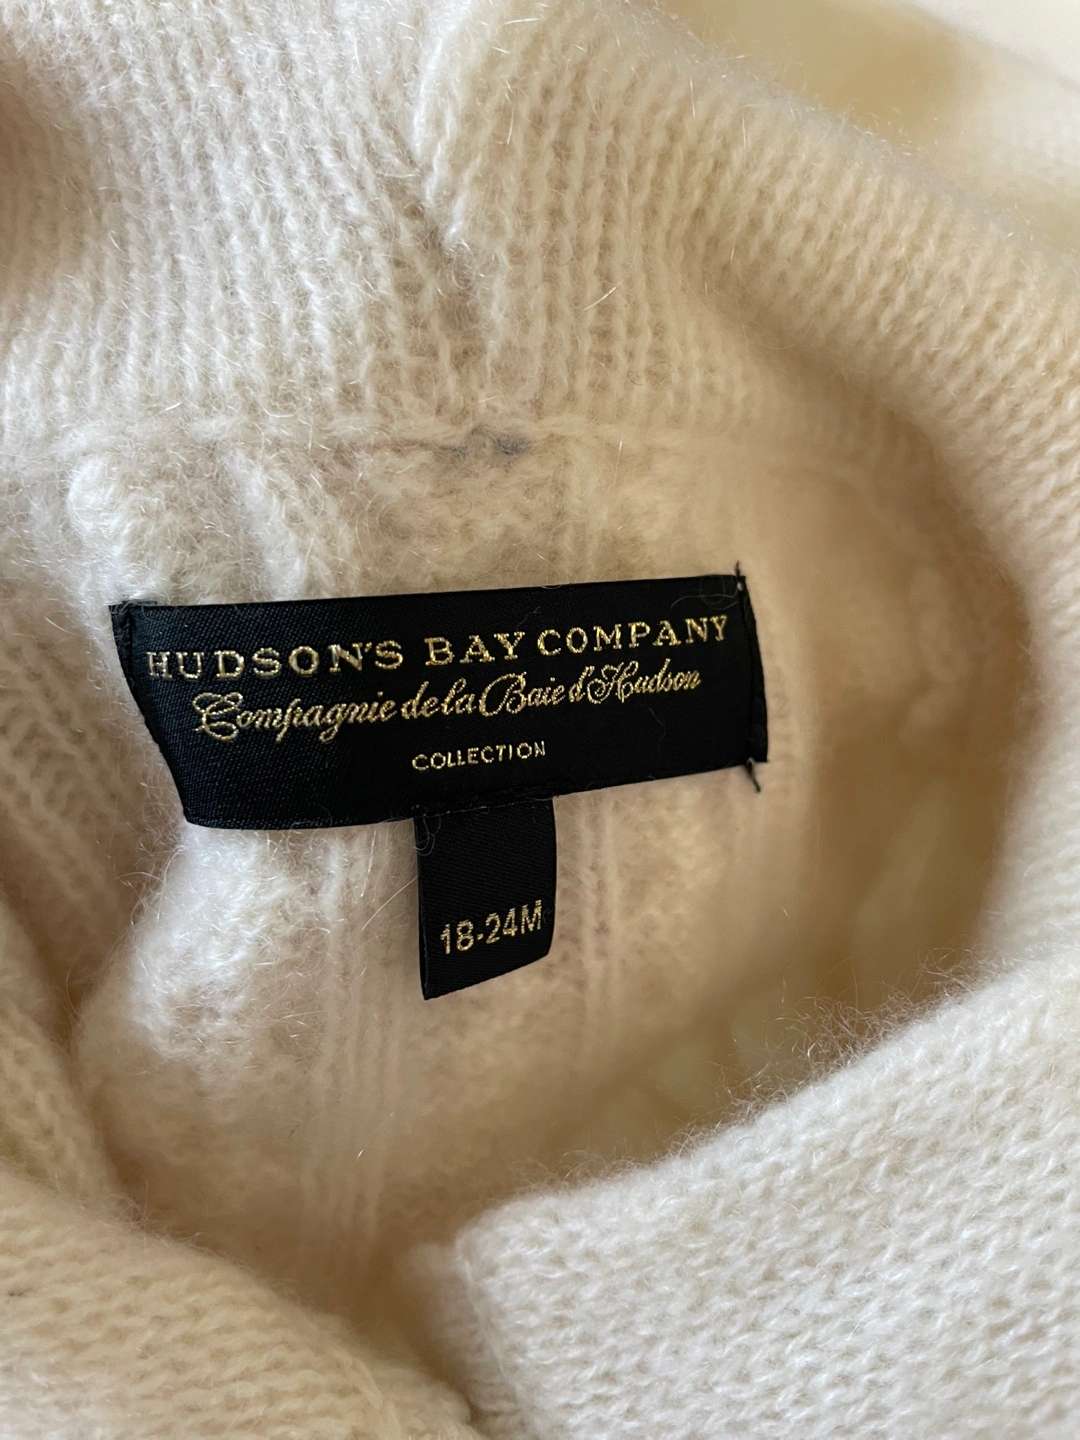 HUDSON'S BAY COMPANY
Compagnie de la Baie d'Hudson
COLLECTION
18-24M